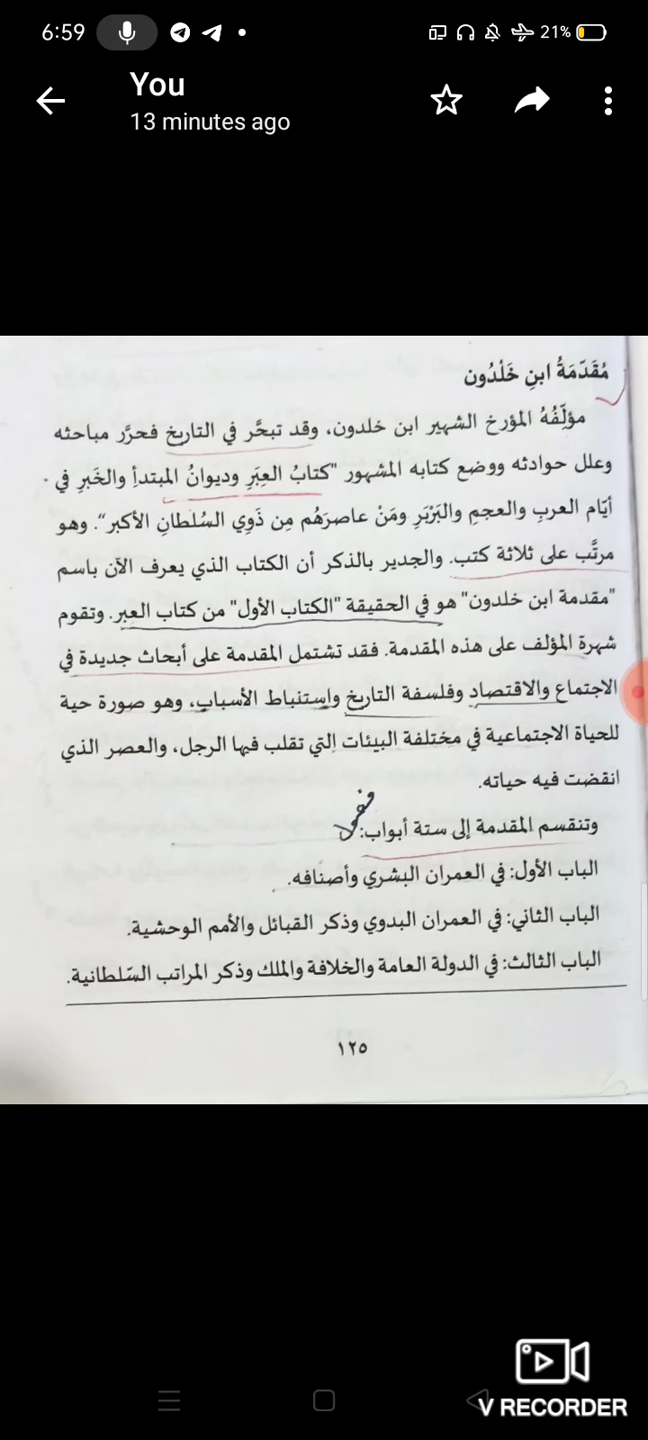 6:59
21%
You
13 minutes ago
مُقَدّمَةُ ابنِ خَلْدُون
مؤلّفُهُ المؤرخ الشهير ابن خلدون، وقد تبحَّر في التاريخ فحرَّر مباحثه
وعلل حوادثه ووضع كتابه المشهور "كتابُ العِبَرِ وديوانُ المبتدأِ والخَبرِ في
أيّام العربِ والعجمِ والبَرْبَرِ ومَنْ عاصرَهُم مِن ذَوِي السُلطانِ الأكبر". وهو
مرتَّب على ثلاثة كتب. والجدير بالذكر أن الكتاب الذي يعرف الآن باسم
"مقدمة ابن خلدون" هو في الحقيقة "الكتاب الأول" من كتاب العبر. وتقوم
شهرة المؤلف على هذه المقدمة. فقد تشتمل المقدمة على أبحاث جديدة في
الاجتماع والاقتصاد وفلسفة التاريخ واستنباط الأسباب، وهو صورة حية
للحياة الاجتماعية في مختلفة البيئات التي تقلب فيها الرجل، والعصر الذي
انقضت فيه حياته.
وتنقسم المقدمة إلى ستة أبواب:
الباب الأول: في العمران البشري وأصنافه.
الباب الثاني: في العمران البدوي وذكر القبائل والأمم الوحشية.
الباب الثالث: في الدولة العامة والخلافة والملك وذكر المراتب السّلطانية.
١٢٥
V RECORDER